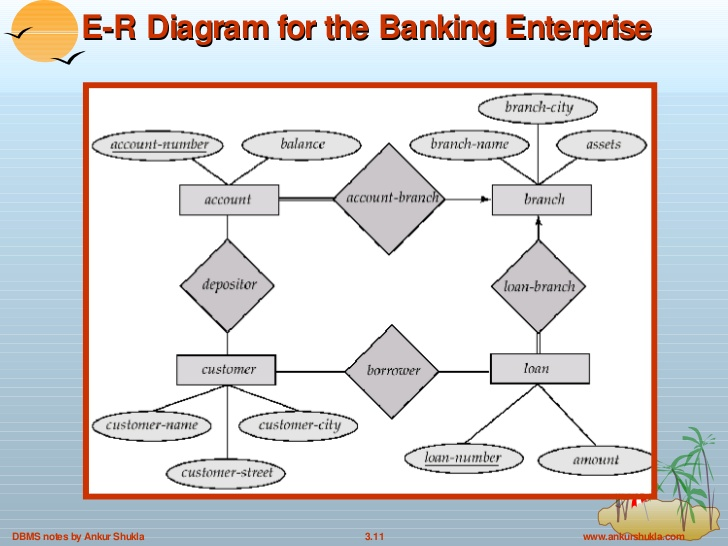 E-R Diagram for the Banking Enterprise
branch-city
account-number balance branch-name assets
account account-branch branch
depositor loan-branch
customer borrower loan
customer-name customer-city
loan-number amount
customer-street
DBMS notes by Ankur Shukla 3.11 www.ankurshukla.com